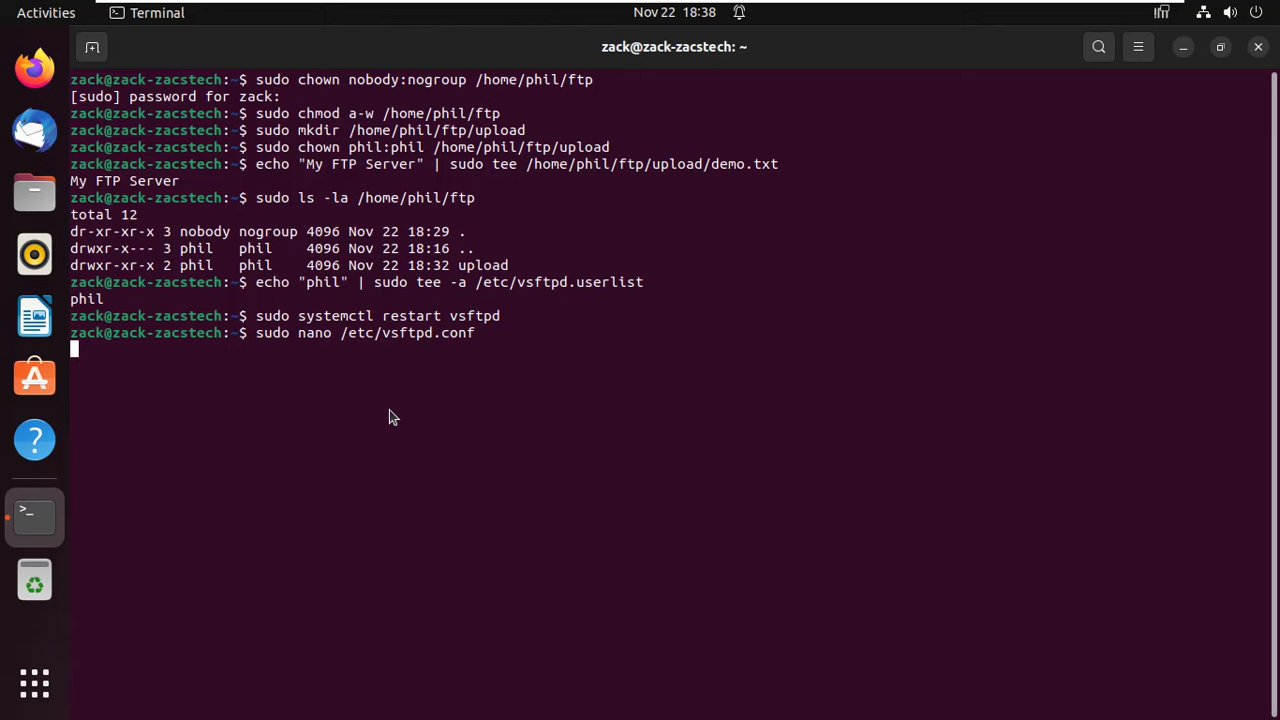 Activities
Terminal
Nov 22 18:38
zack@zack-zacstech: ~
zack@zack-zacstech:~$ sudo chown nobody:nogroup /home/phil/ftp
[sudo] password for zack:
zack@zack-zacstech:~$ sudo chmod a-w /home/phil/ftp
zack@zack-zacstech:~$ sudo mkdir /home/phil/ftp/upload
zack@zack-zacstech:~$ sudo chown phil:phil /home/phil/ftp/upload
zack@zack-zacstech:~$ echo "My FTP Server" | sudo tee /home/phil/ftp/upload/demo.txt
My FTP Server
zack@zack-zacstech:~$ sudo ls -la /home/phil/ftp
total 12
dr-xr-xr-x 3 nobody nogroup 4096 Nov 22 18:29 .
drwxr-x--- 3 phil   phil    4096 Nov 22 18:16 ..
drwxr-xr-x 2 phil   phil    4096 Nov 22 18:32 upload
zack@zack-zacstech:~$ echo "phil" | sudo tee -a /etc/vsftpd.userlist
phil
zack@zack-zacstech:~$ sudo systemctl restart vsftpd
zack@zack-zacstech:~$ sudo nano /etc/vsftpd.conf